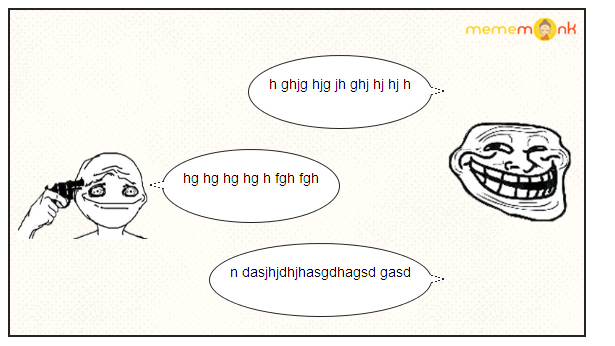 mememonk
h ghjg hjg jh ghj hj hj h
hg hg hg hg h fgh fgh
n dasjhjdhjhasgdhagsd gasd